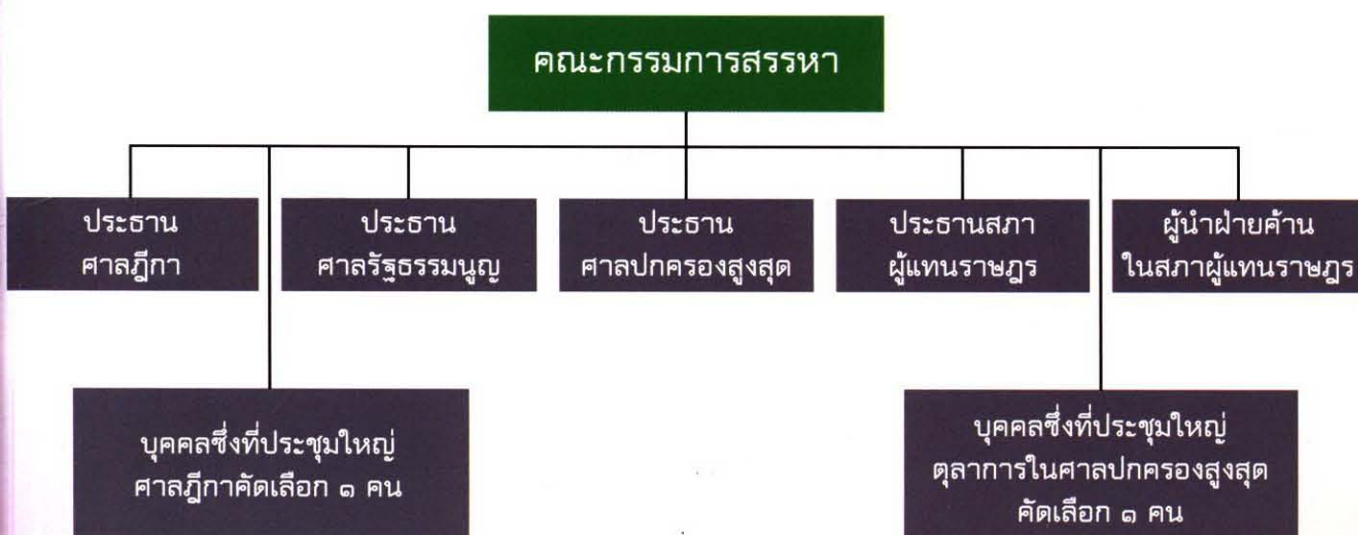 คณะกรรมการสรรหา
ประธาน
ศาลฎีกา
ประธาน
ศาลรัฐธรรมนูญ
ประธาน
ศาลปกครองสูงสุด
ประธานสภา
ผู้แทนราษฎร
ผู้นำฝ่ายค้าน
ในสภาผู้แทนราษฎร
บุคคลซึ่งที่ประชุมใหญ่
ศาลฎีกาคัดเลือก ๑ คน
บุคคลซึ่งที่ประชุมใหญ่
ตุลาการในศาลปกครองสูงสุด
คัดเลือก ๑ คน